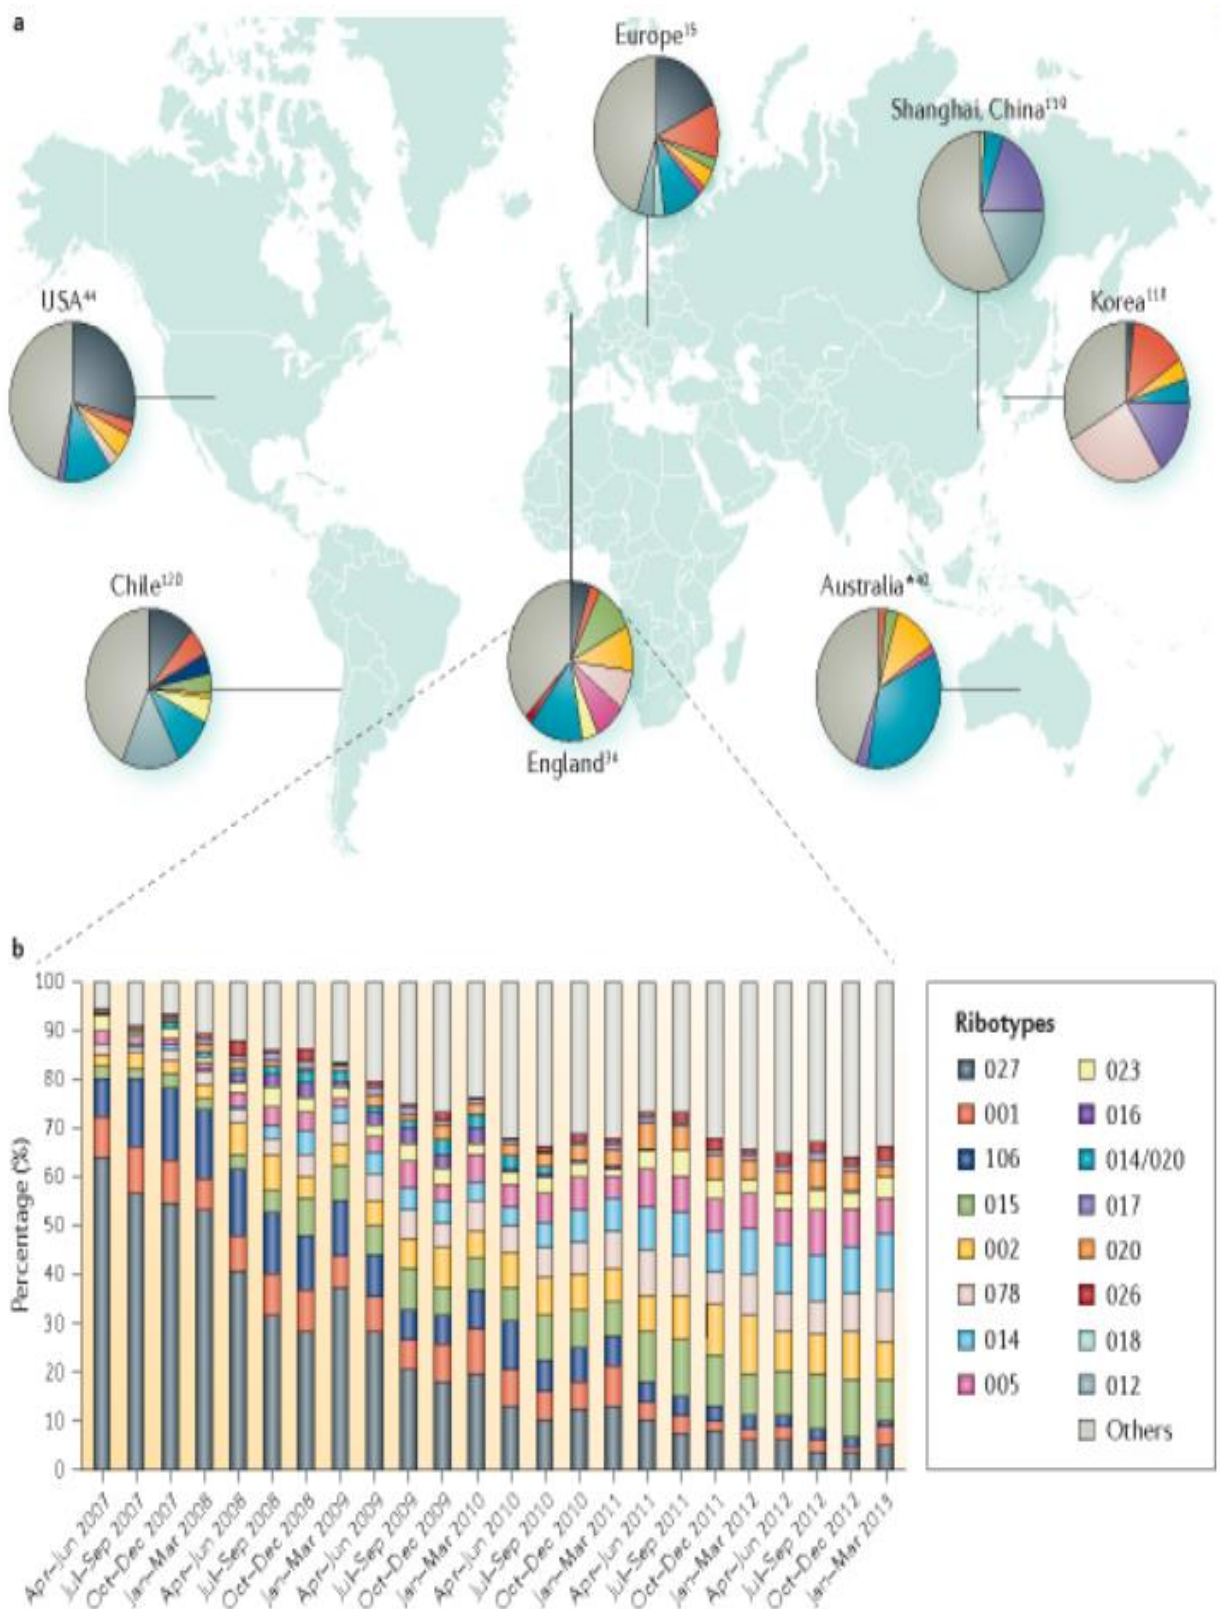 a
Europe¹⁵
Shanghai, China¹¹⁹
USA⁴⁴
Korea¹¹⁸
Chile¹²⁰
Australia*⁴⁰
England³⁶
b
Percentage (%)
100
90
80
70
60
50
40
30
20
10
0
Apr–Jun 2007
Jul–Sep 2007
Oct–Dec 2007
Jan–Mar 2008
Apr–Jun 2008
Jul–Sep 2008
Oct–Dec 2008
Jan–Mar 2009
Apr–Jun 2009
Jul–Sep 2009
Oct–Dec 2009
Jan–Mar 2010
Apr–Jun 2010
Jul–Sep 2010
Oct–Dec 2010
Jan–Mar 2011
Apr–Jun 2011
Jul–Sep 2011
Oct–Dec 2011
Jan–Mar 2012
Apr–Jun 2012
Jul–Sep 2012
Oct–Dec 2012
Jan–Mar 2013
Ribotypes
027
001
106
015
002
078
014
005
023
016
014/020
017
020
026
018
012
Others